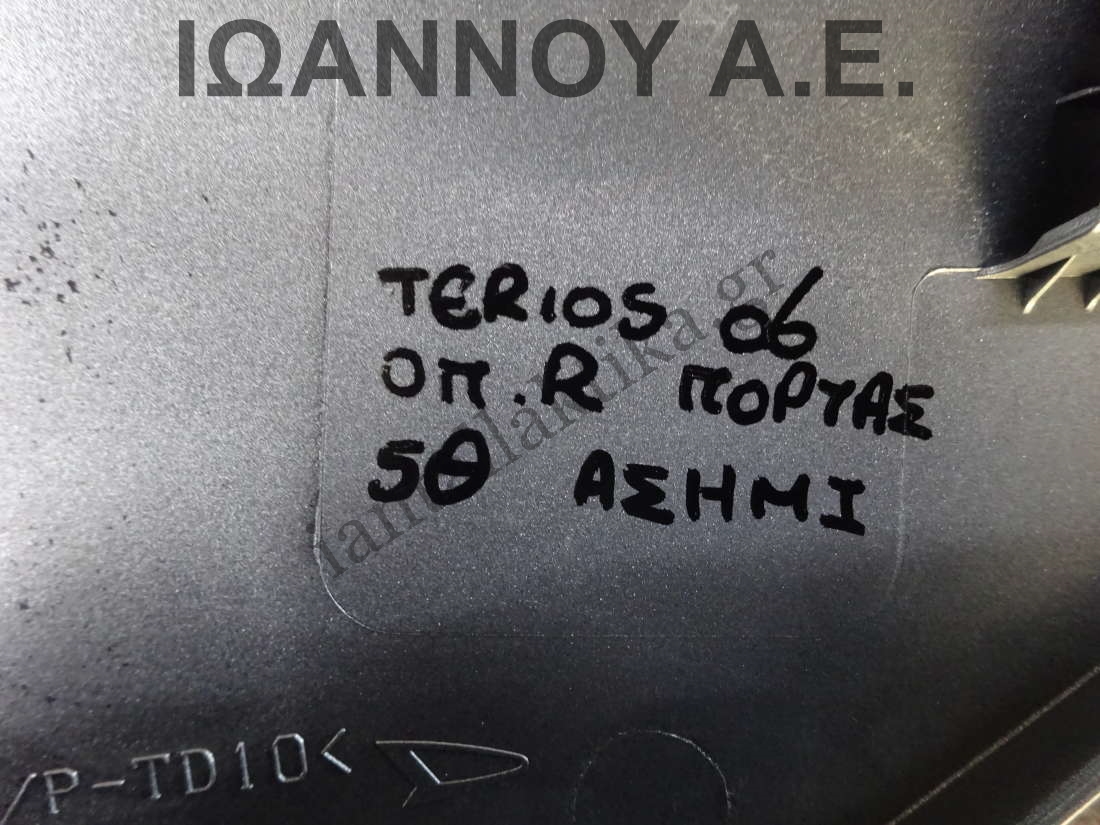 ΙΩΑΝΝΟΥ Α.Ε.
TERIOS 06
ΟΠ. R ΠΟΡΤΑΣ
5Θ ΑΣΗΜΙ
P-TD10<